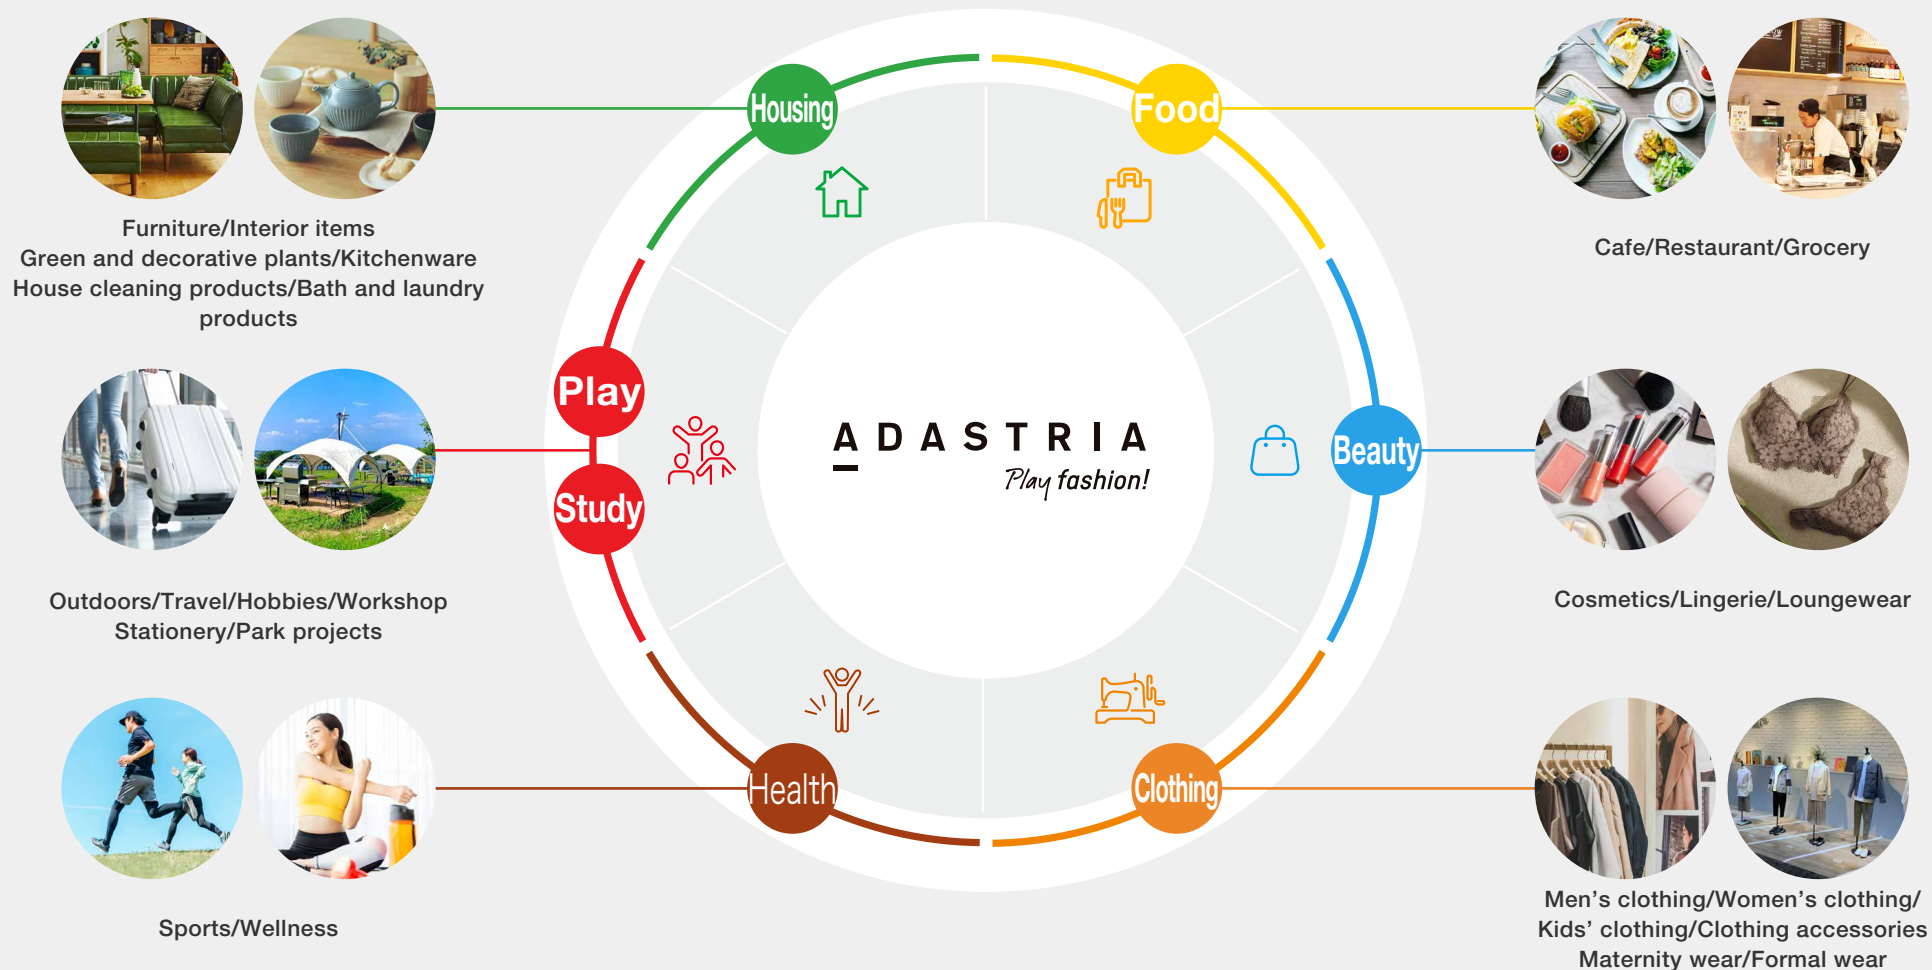 Housing
Furniture/Interior items
Green and decorative plants/Kitchenware
House cleaning products/Bath and laundry
products
Food
Cafe/Restaurant/Grocery
Play
Study
Outdoors/Travel/Hobbies/Workshop
Stationery/Park projects
ADASTRIA
Play fashion!
Beauty
Cosmetics/Lingerie/Loungewear
Health
Sports/Wellness
Clothing
Men’s clothing/Women’s clothing/
Kids’ clothing/Clothing accessories
Maternity wear/Formal wear